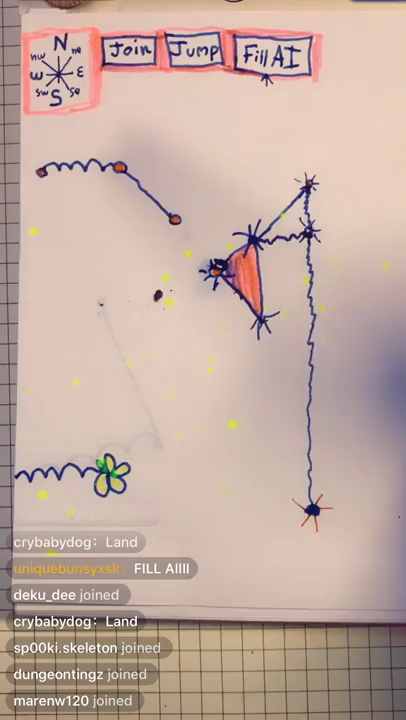 N
nw
ne
W
E
sw
S
se
Join
Jump
Fill AI
crybabydog: Land
uniquebunsyxsk: FILL AIIII
deku_dee joined
crybabydog: Land
sp00ki.skeleton joined
dungeontingz joined
marenw120 joined